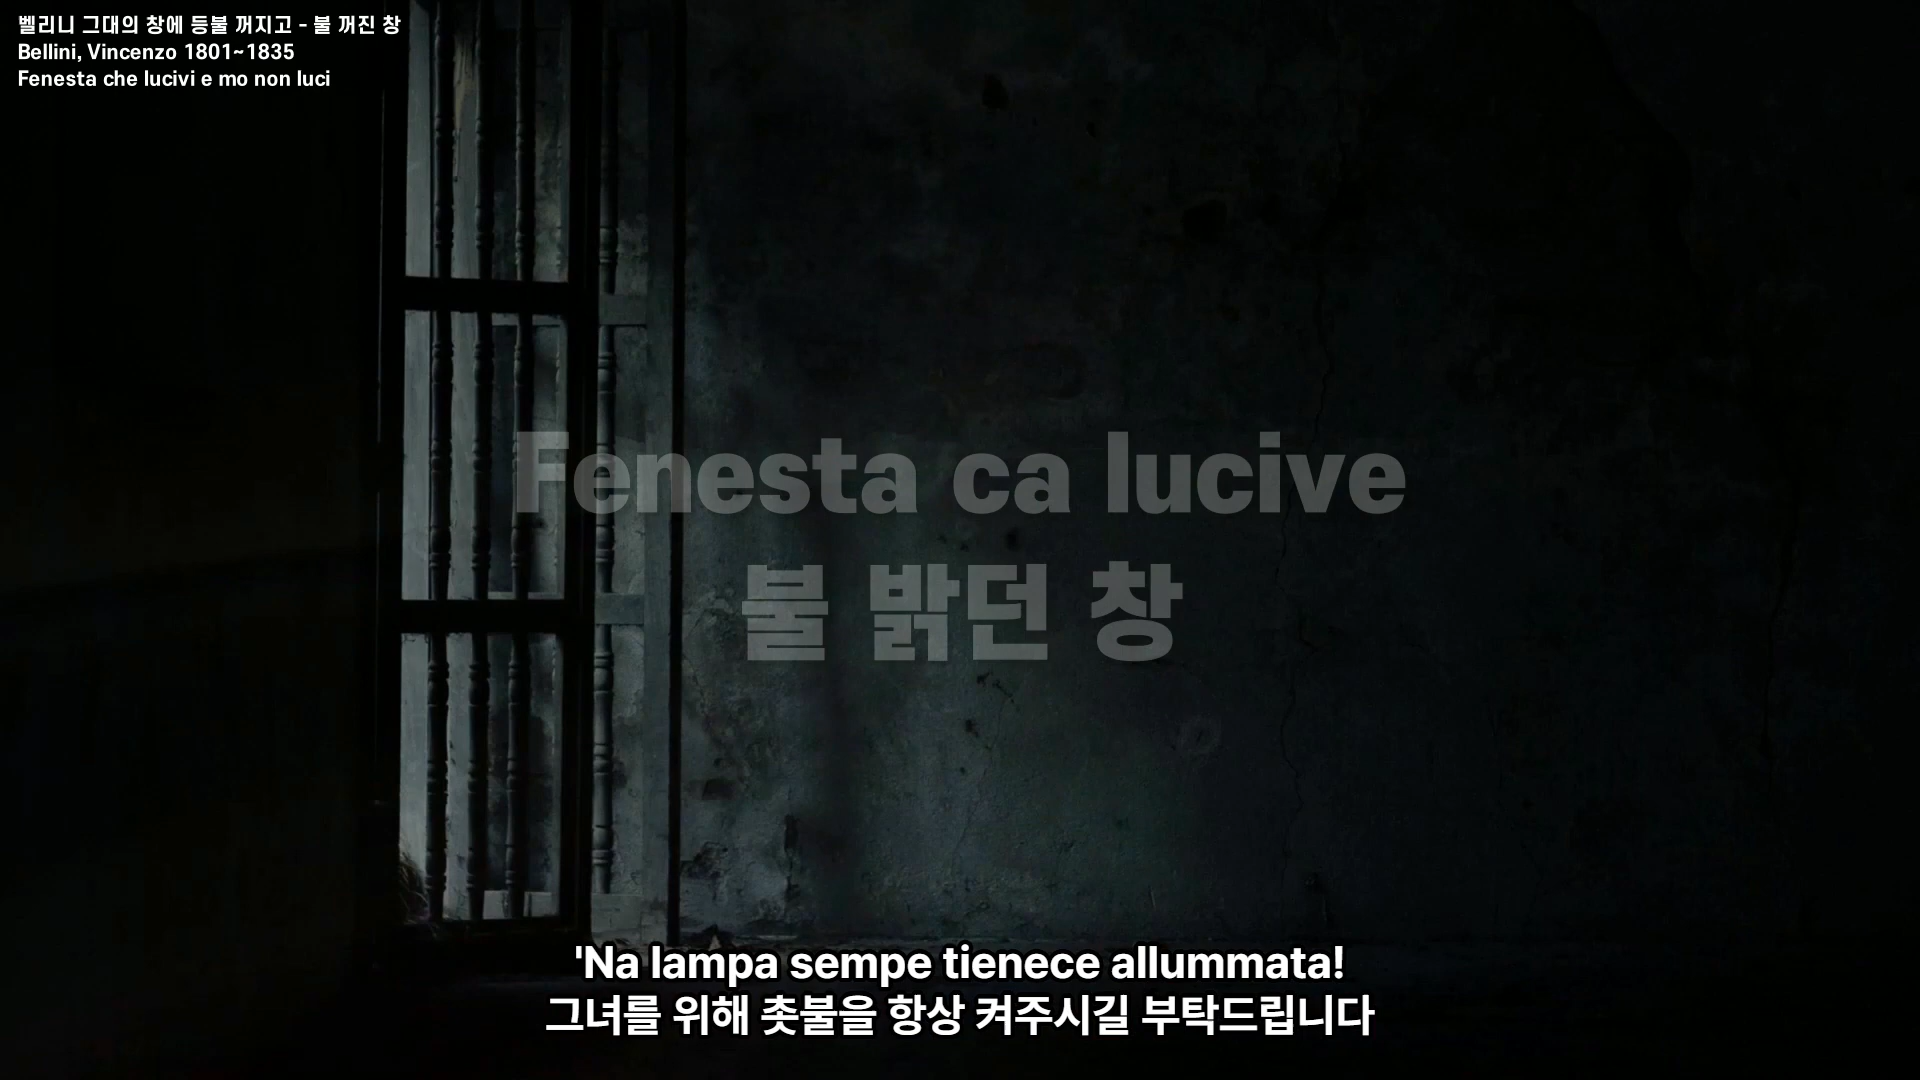 벨리니 그대의 창에 등불 꺼지고 - 불 꺼진 창
Bellini, Vincenzo 1801~1835
Fenesta che lucivi e mo non luci
Fenesta ca lucive
불 밝던 창
'Na lampa sempe tienece allummata!
그녀를 위해 촛불을 항상 켜주시길 부탁드립니다